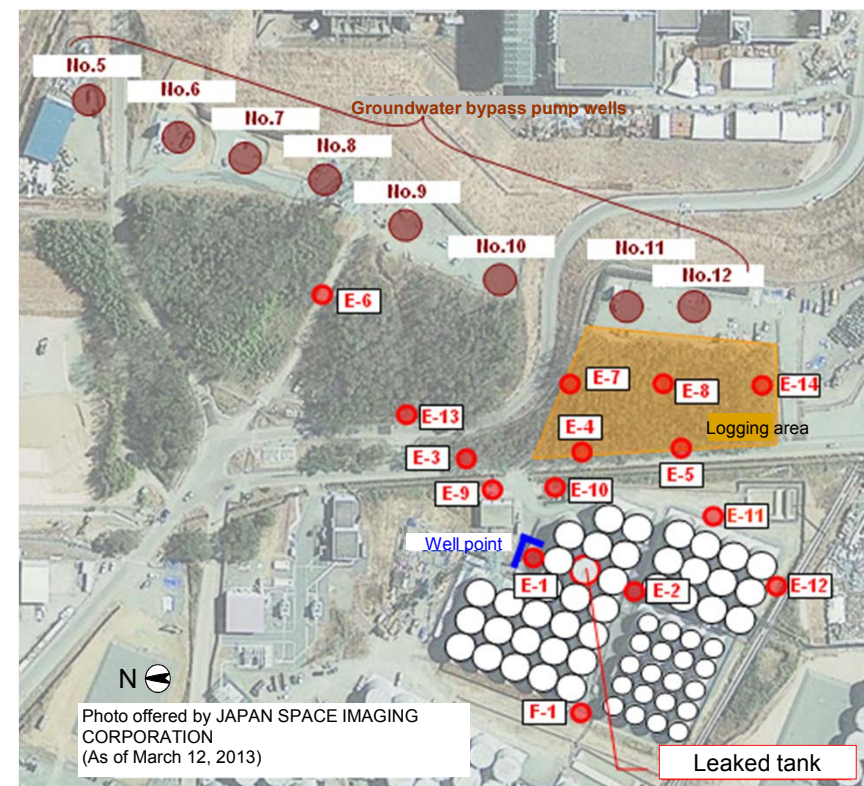 No.5
No.6
No.7
Groundwater bypass pump wells
No.8
No.9
No.10
No.11
No.12
E-6
E-7
E-8
E-14
E-13
Logging area
E-4
E-3
E-5
E-9
E-10
E-11
Well point
E-1
E-2
E-12
N
F-1
Photo offered by JAPAN SPACE IMAGING
CORPORATION
(As of March 12, 2013)
Leaked tank